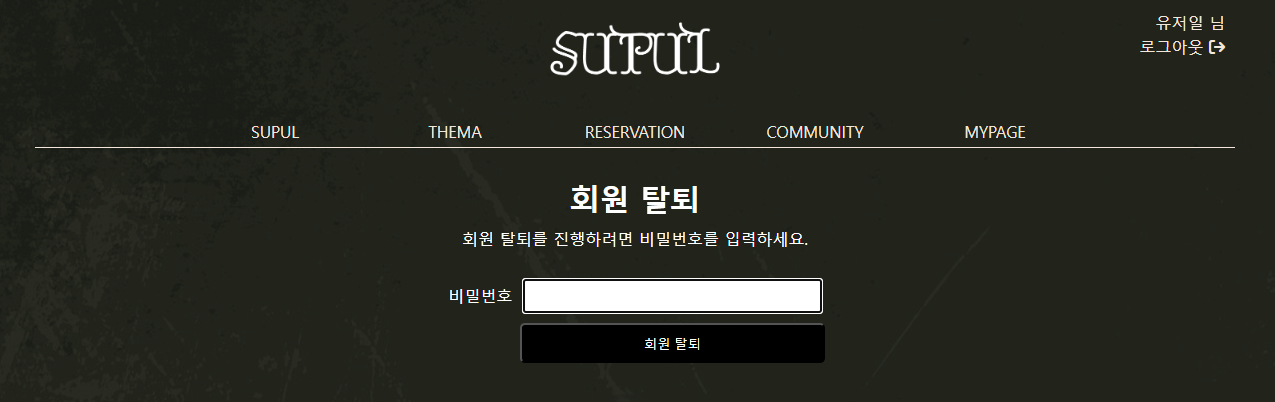 유저일 님
로그아웃
SUPUL
SUPUL THEMA RESERVATION COMMUNITY MYPAGE
회원 탈퇴
회원 탈퇴를 진행하려면 비밀번호를 입력하세요.
비밀번호
회원 탈퇴